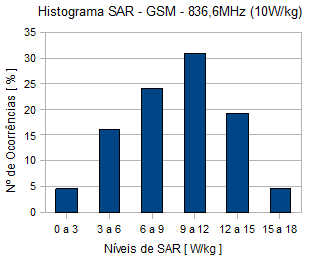 Histograma SAR - GSM - 836,6MHz (10W/kg)
Nº de Ocorrências [ % ]
35
30
25
20
15
10
5
0
0 a 3 3 a 6 6 a 9 9 a 12 12 a 15 15 a 18
Níveis de SAR [ W/kg ]